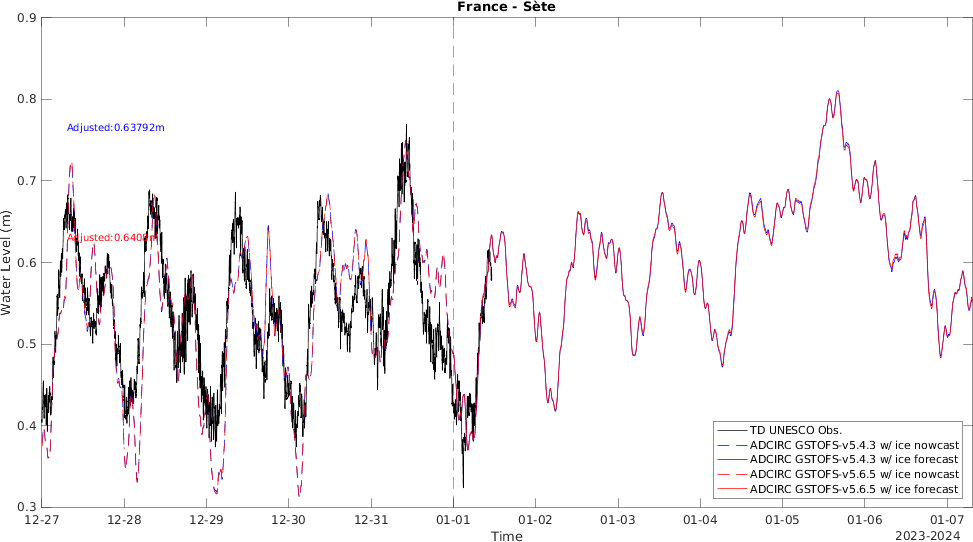 France - Sète
0.9
0.8
0.7
0.6
0.5
0.4
0.3
Water Level (m)
Adjusted:0.63792m
TD UNESCO Obs.
ADCIRC GSTOFS-v5.4.3 w/ ice nowcast
ADCIRC GSTOFS-v5.4.3 w/ ice forecast
ADCIRC GSTOFS-v5.6.5 w/ ice nowcast
ADCIRC GSTOFS-v5.6.5 w/ ice forecast
12-27 12-28 12-29 12-30 12-31 01-01 01-02 01-03 01-04 01-05 01-06 01-07
Time
2023-2024